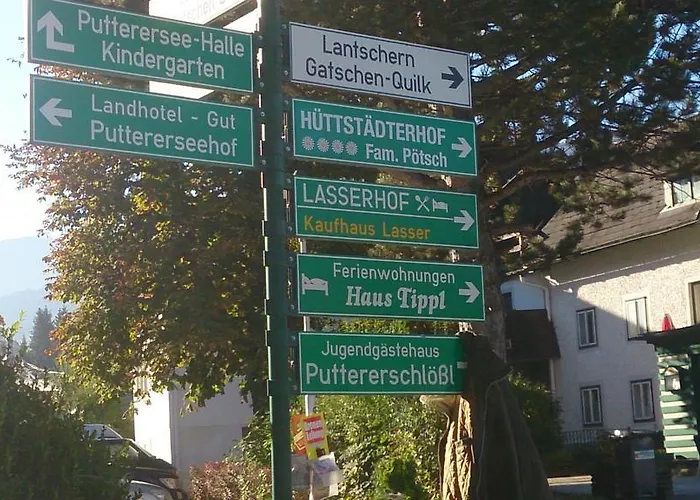 Putterersee-Halle
Kindergarten
Landhotel - Gut
Puttererseehof
Lantschern
Gatschen-Quilk
HÜTTSTÄDTERHOF
Fam. Pötsch
LASSERHOF
Kaufhaus Lasser
Ferienwohnungen
Haus Tippl
Jugendgästehaus
Puttererschlößl